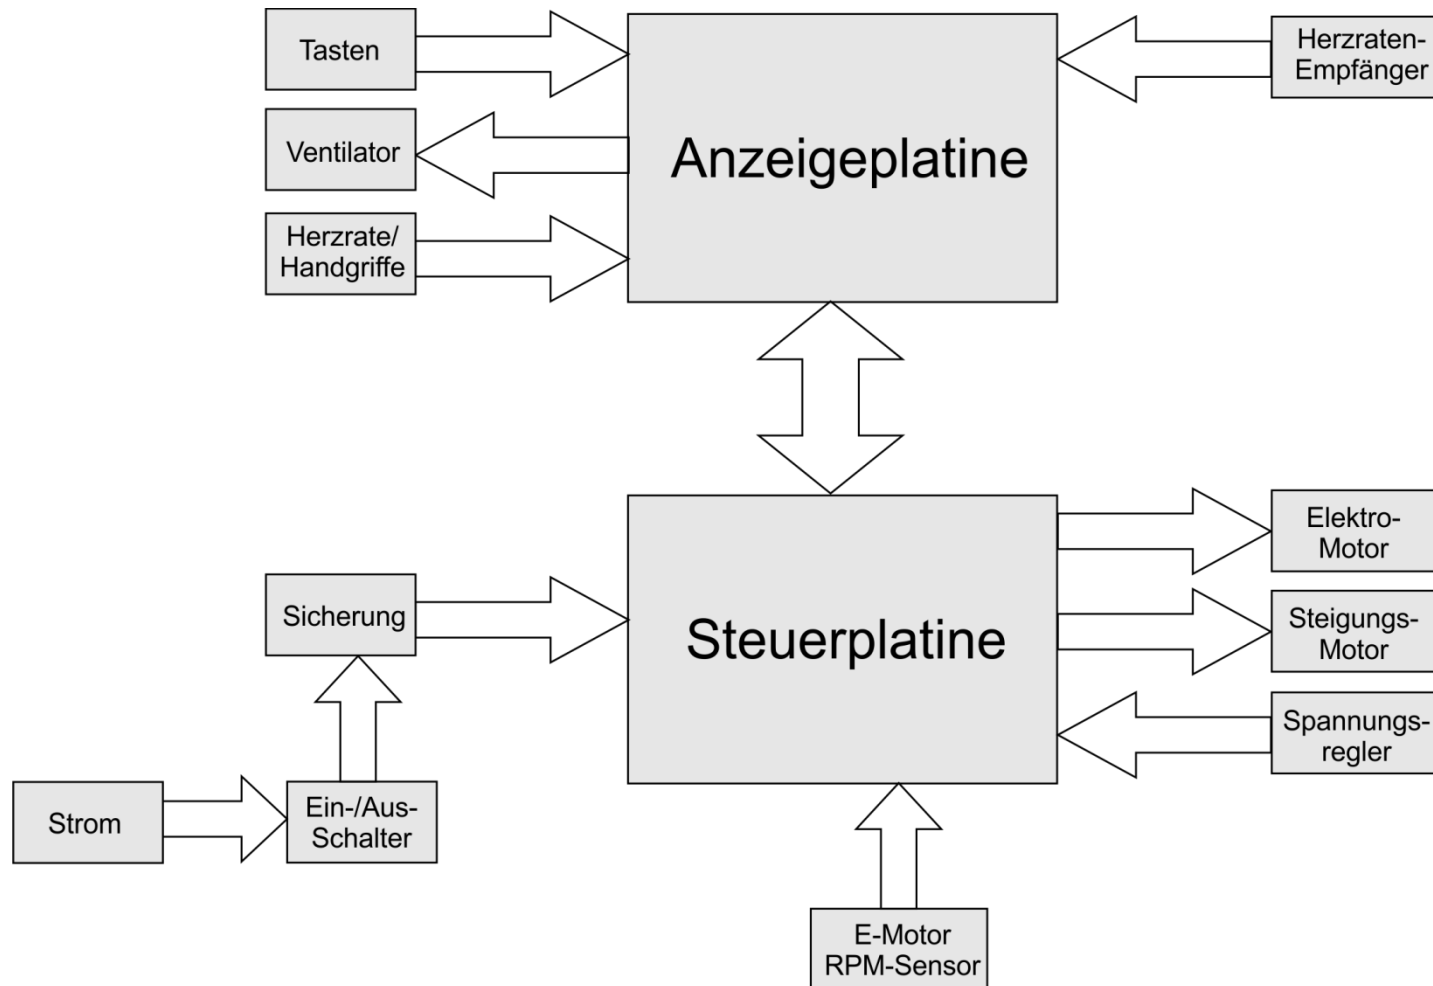 Tasten
Herzraten-
Empfänger
Ventilator
Anzeigeplatine
Herzrate/
Handgriffe
Elektro-
Motor
Sicherung
Steuerplatine
Steigungs-
Motor
Spannungs-
regler
Strom
Ein-/Aus-
Schalter
E-Motor
RPM-Sensor